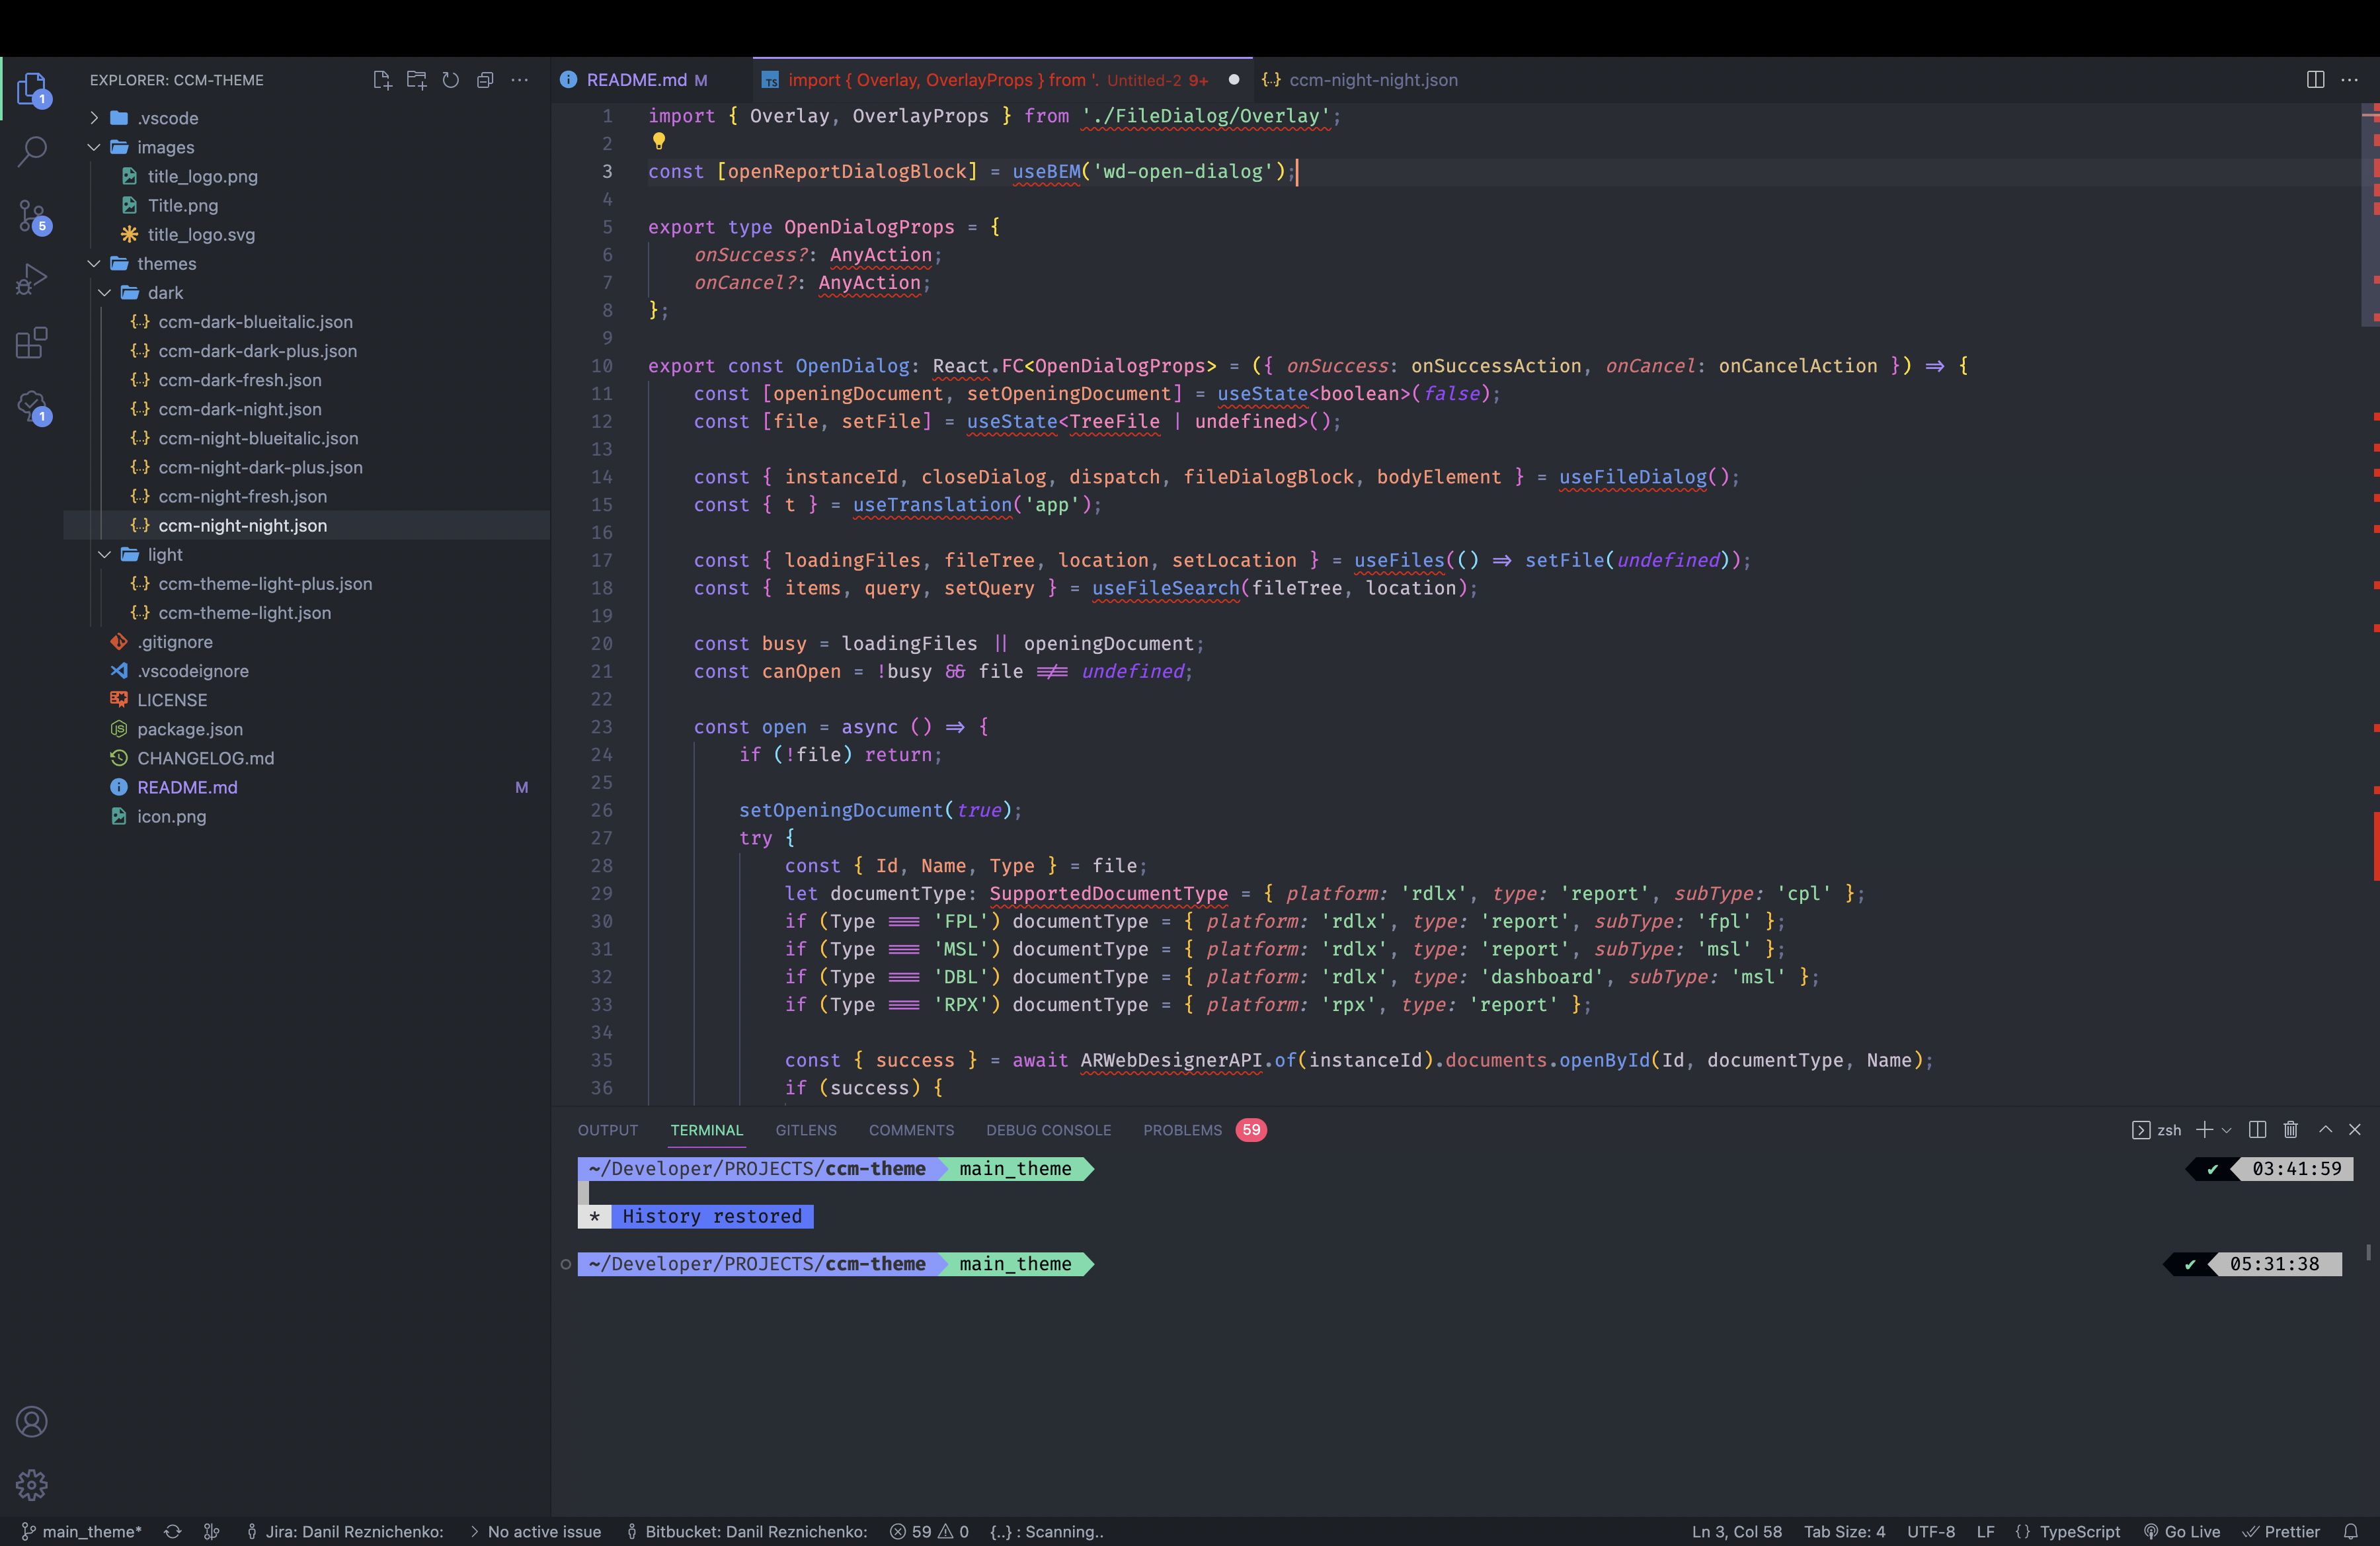 EXPLORER: CCM-THEME
1
5
1
.vscode
images
title_logo.png
Title.png
title_logo.svg
themes
dark
{..} ccm-dark-blueitalic.json
{..} ccm-dark-dark-plus.json
{..} ccm-dark-fresh.json
{..} ccm-dark-night.json
{..} ccm-night-blueitalic.json
{..} ccm-night-dark-plus.json
{..} ccm-night-fresh.json
{..} ccm-night-night.json
light
{..} ccm-theme-light-plus.json
{..} ccm-theme-light.json
.gitignore
.vscodeignore
LICENSE
package.json
CHANGELOG.md
README.md M
icon.png
README.md M
TS import { Overlay, OverlayProps } from '. Untitled-2 9+
{..} ccm-night-night.json
1 import { Overlay, OverlayProps } from './FileDialog/Overlay';
2
3 const [openReportDialogBlock] = useBEM('wd-open-dialog');
4
5 export type OpenDialogProps = {
6 onSuccess?: AnyAction;
7 onCancel?: AnyAction;
8 };
9
10 export const OpenDialog: React.FC<OpenDialogProps> = ({ onSuccess: onSuccessAction, onCancel: onCancelAction }) => {
11 const [openingDocument, setOpeningDocument] = useState<boolean>(false);
12 const [file, setFile] = useState<TreeFile | undefined>();
13
14 const { instanceId, closeDialog, dispatch, fileDialogBlock, bodyElement } = useFileDialog();
15 const { t } = useTranslation('app');
16
17 const { loadingFiles, fileTree, location, setLocation } = useFiles(() => setFile(undefined));
18 const { items, query, setQuery } = useFileSearch(fileTree, location);
19
20 const busy = loadingFiles || openingDocument;
21 const canOpen = !busy && file !== undefined;
22
23 const open = async () => {
24 if (!file) return;
25
26 setOpeningDocument(true);
27 try {
28 const { Id, Name, Type } = file;
29 let documentType: SupportedDocumentType = { platform: 'rdlx', type: 'report', subType: 'cpl' };
30 if (Type === 'FPL') documentType = { platform: 'rdlx', type: 'report', subType: 'fpl' };
31 if (Type === 'MSL') documentType = { platform: 'rdlx', type: 'report', subType: 'msl' };
32 if (Type === 'DBL') documentType = { platform: 'rdlx', type: 'dashboard', subType: 'msl' };
33 if (Type === 'RPX') documentType = { platform: 'rpx', type: 'report' };
34
35 const { success } = await ARWebDesignerAPI.of(instanceId).documents.openById(Id, documentType, Name);
36 if (success) {
OUTPUT TERMINAL GITLENS COMMENTS DEBUG CONSOLE PROBLEMS 59
zsh
~/Developer/PROJECTS/ccm-theme main_theme ✔ 03:41:59
* History restored
~/Developer/PROJECTS/ccm-theme main_theme ✔ 05:31:38
main_theme* Jira: Danil Reznichenko: > No active issue Bitbucket: Danil Reznichenko: 59 0 {..} : Scanning..
Ln 3, Col 58 Tab Size: 4 UTF-8 LF {} TypeScript Go Live Prettier